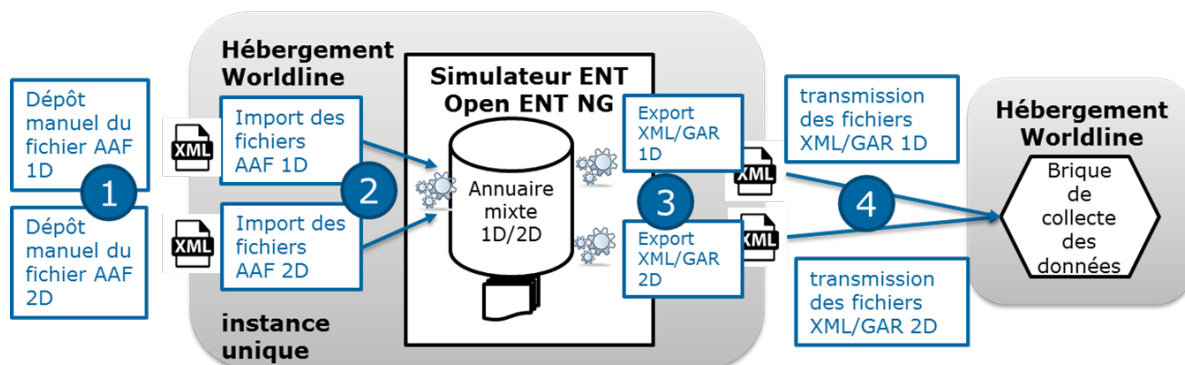 Dépôt
manuel du
fichier AAF
1D
Dépôt
manuel du
fichier AAF
2D
1
Hébergement
Worldline
XML
Import des
fichiers
AAF 1D
XML
Import des
fichiers
AAF 2D
2
instance
unique
Simulateur ENT
Open ENT NG
Annuaire
mixte
1D/2D
Export
XML/GAR
1D
3
Export
XML/GAR
2D
XML
XML
transmission
des fichiers
XML/GAR 1D
4
transmission
des fichiers
XML/GAR 2D
Hébergement
Worldline
Brique
de
collecte
des
données